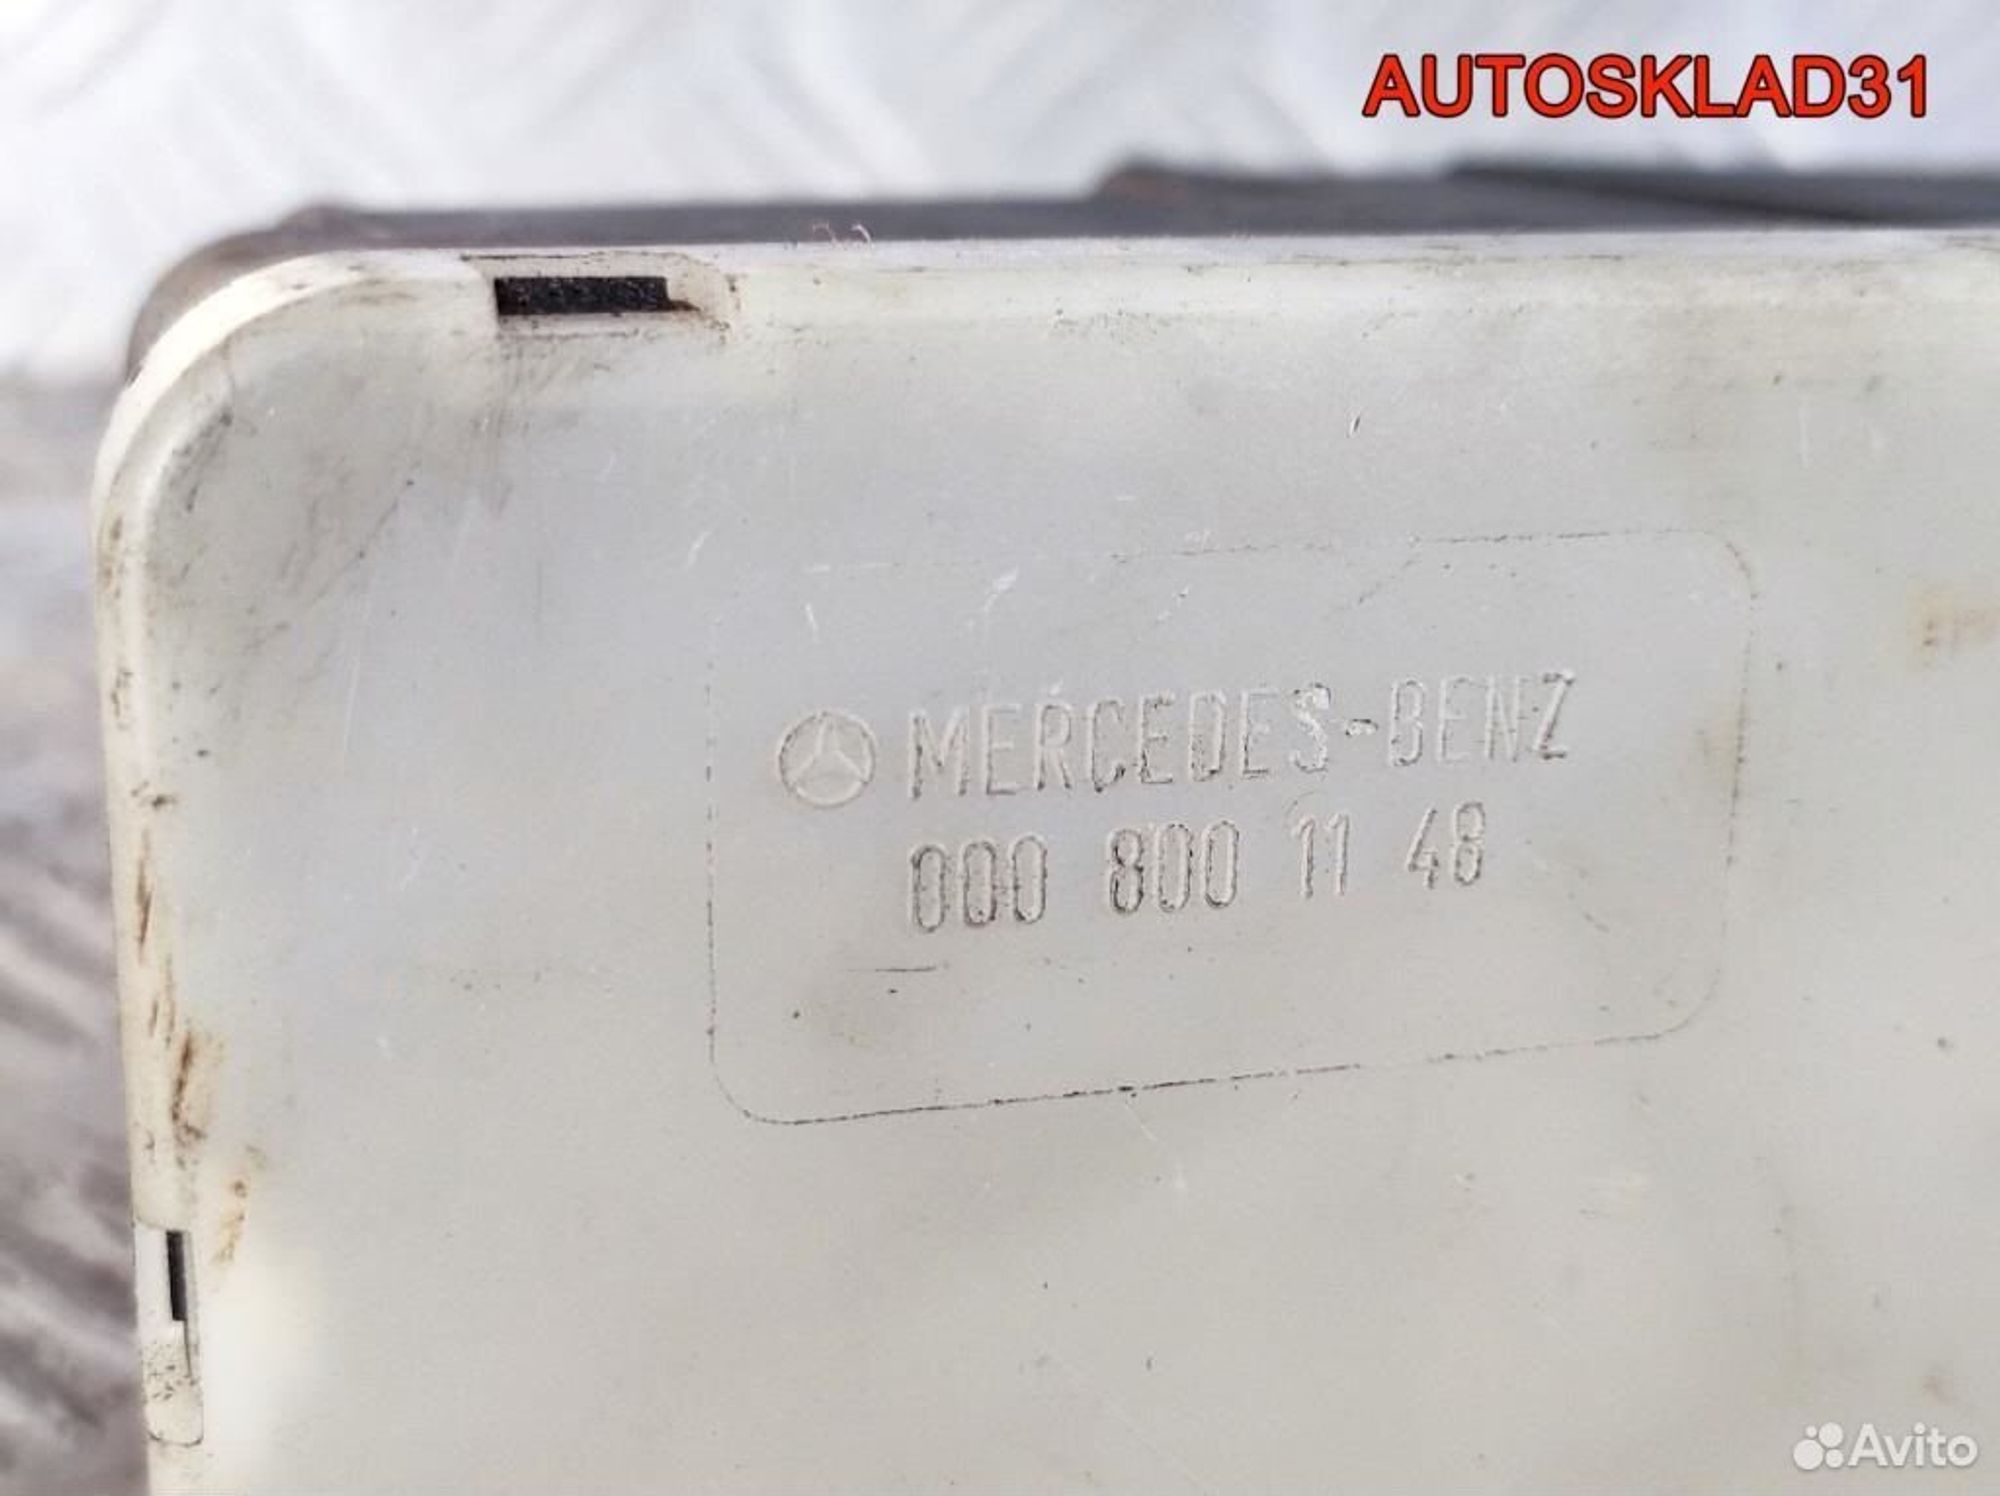 AUTOSKLAD31
MERCEDES-BENZ
000 800 11 48
Avito